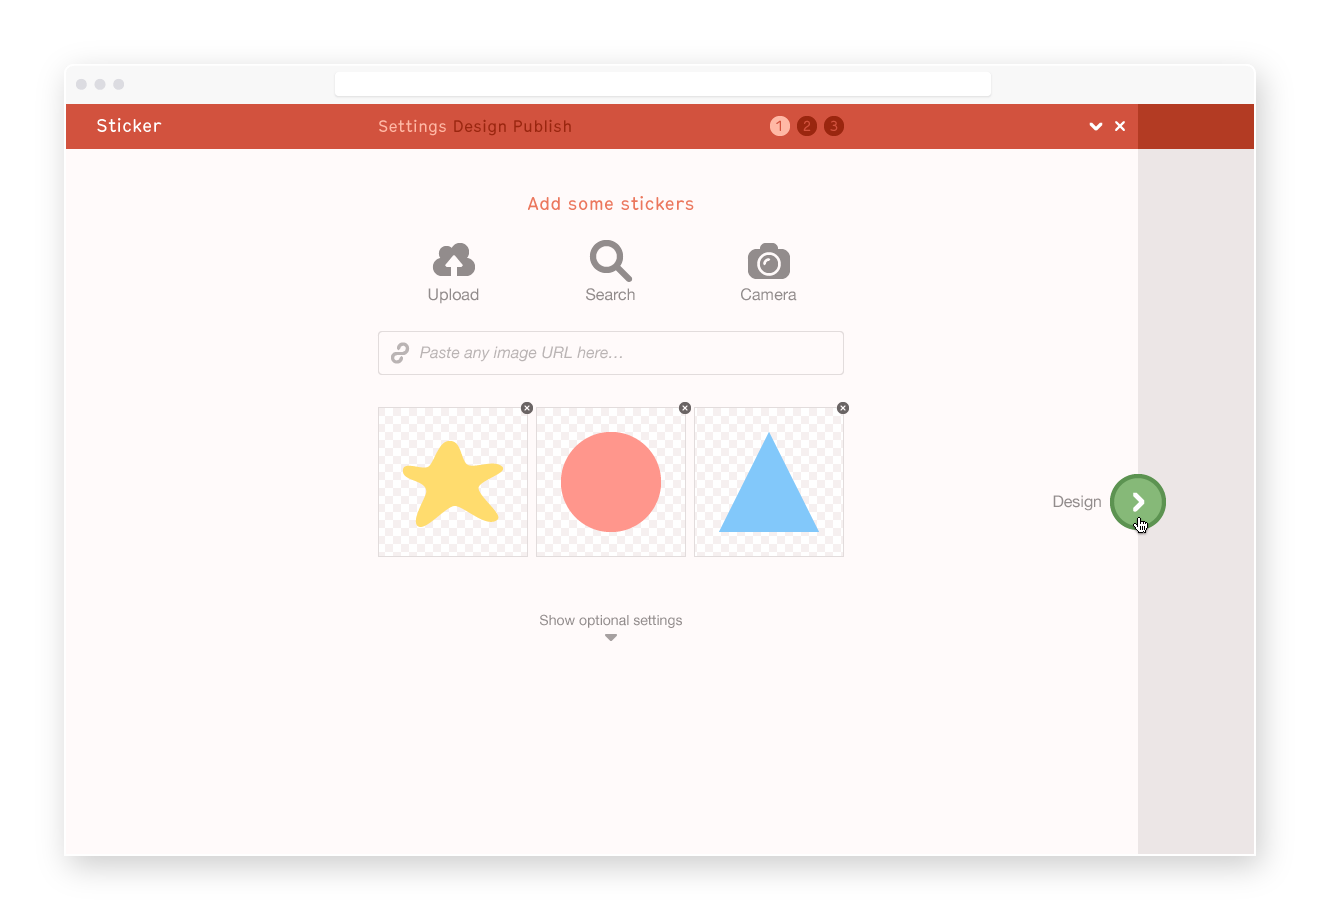 Sticker
Settings Design Publish
1 2 3
Add some stickers
Upload
Search
Camera
Paste any image URL here...
Design
Show optional settings